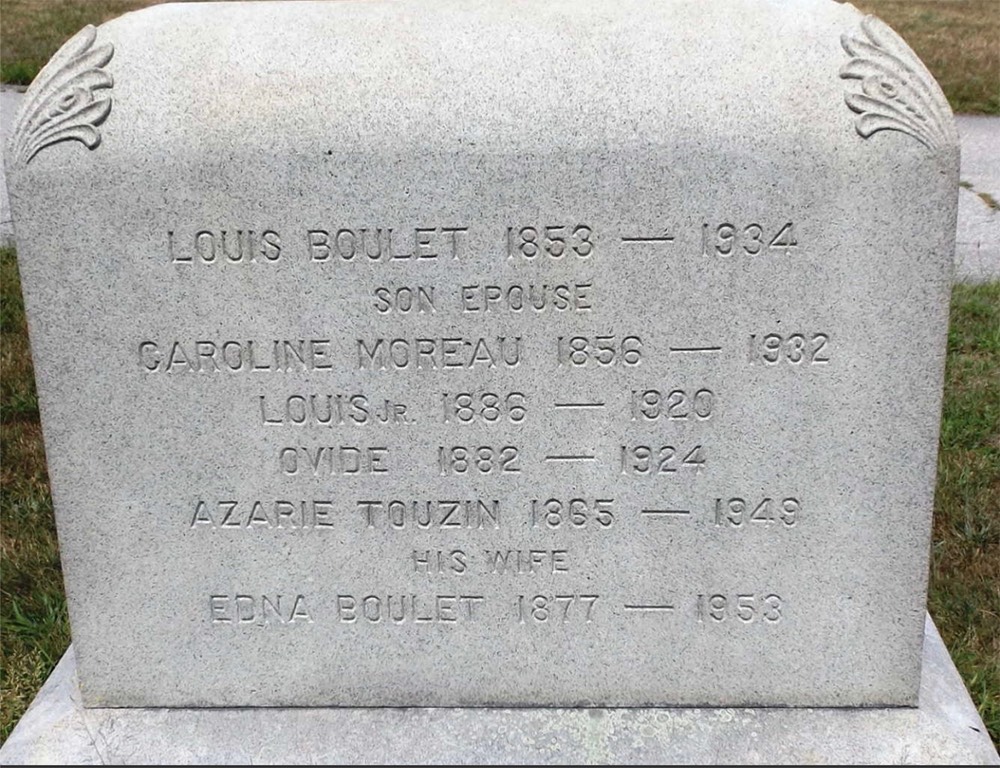 LOUIS BOULET 1853 — 1934
SON EPOUSE
CAROLINE MOREAU 1856 — 1932
LOUIS JR. 1886 — 1920
OVIDE 1882 — 1924
AZARIE TOUZIN 1865 — 1949
HIS WIFE
EDNA BOULET 1877 — 1953